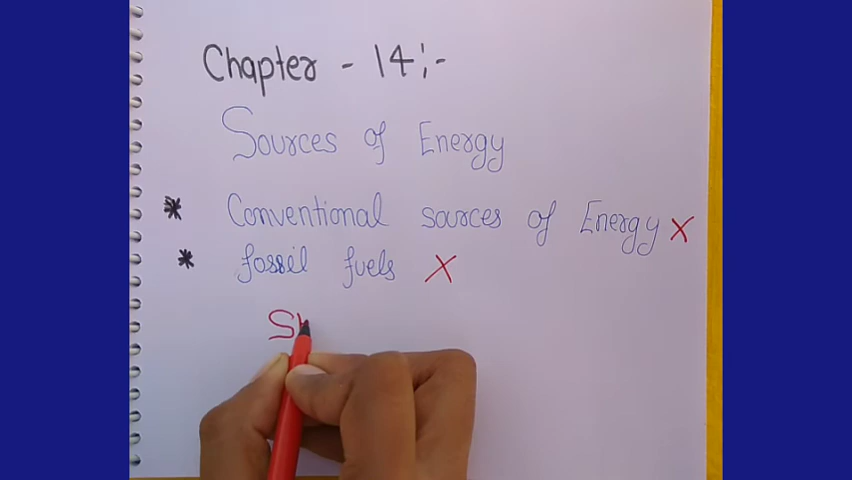 Chapter - 14;-
Sources of Energy
* Conventional sources of Energy X
* fossil fuels X